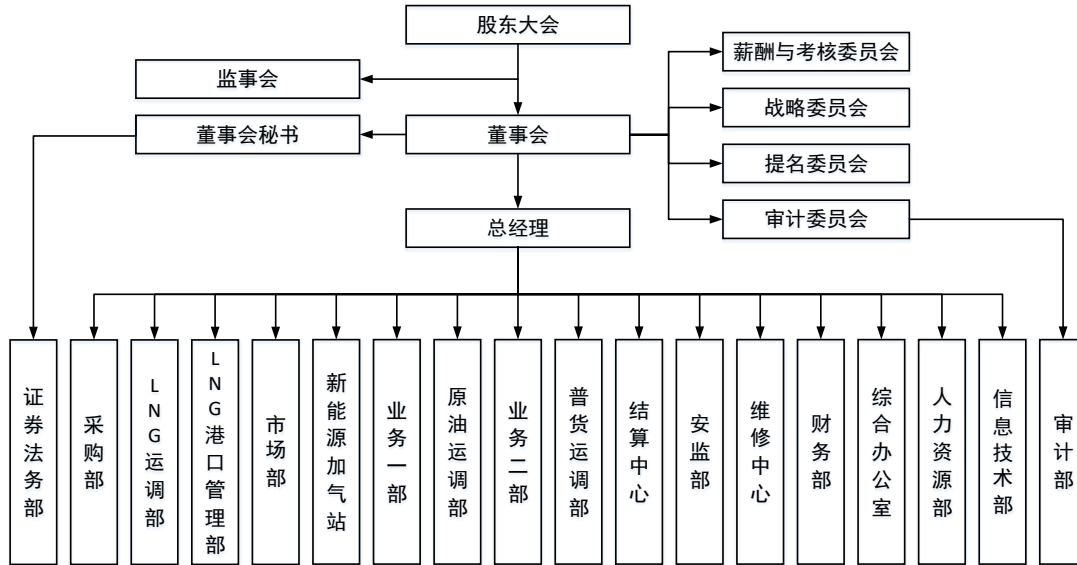 股东大会
监事会
薪酬与考核委员会
战略委员会
董事会秘书
董事会
提名委员会
总经理
审计委员会
证券法务部
采购部
LNG运调部
LNG港口管理部
市场部
新能源加气站
业务一部
原油运调部
业务二部
普货运调部
结算中心
安监部
维修中心
财务部
综合办公室
人力资源部
信息技术部
审计部